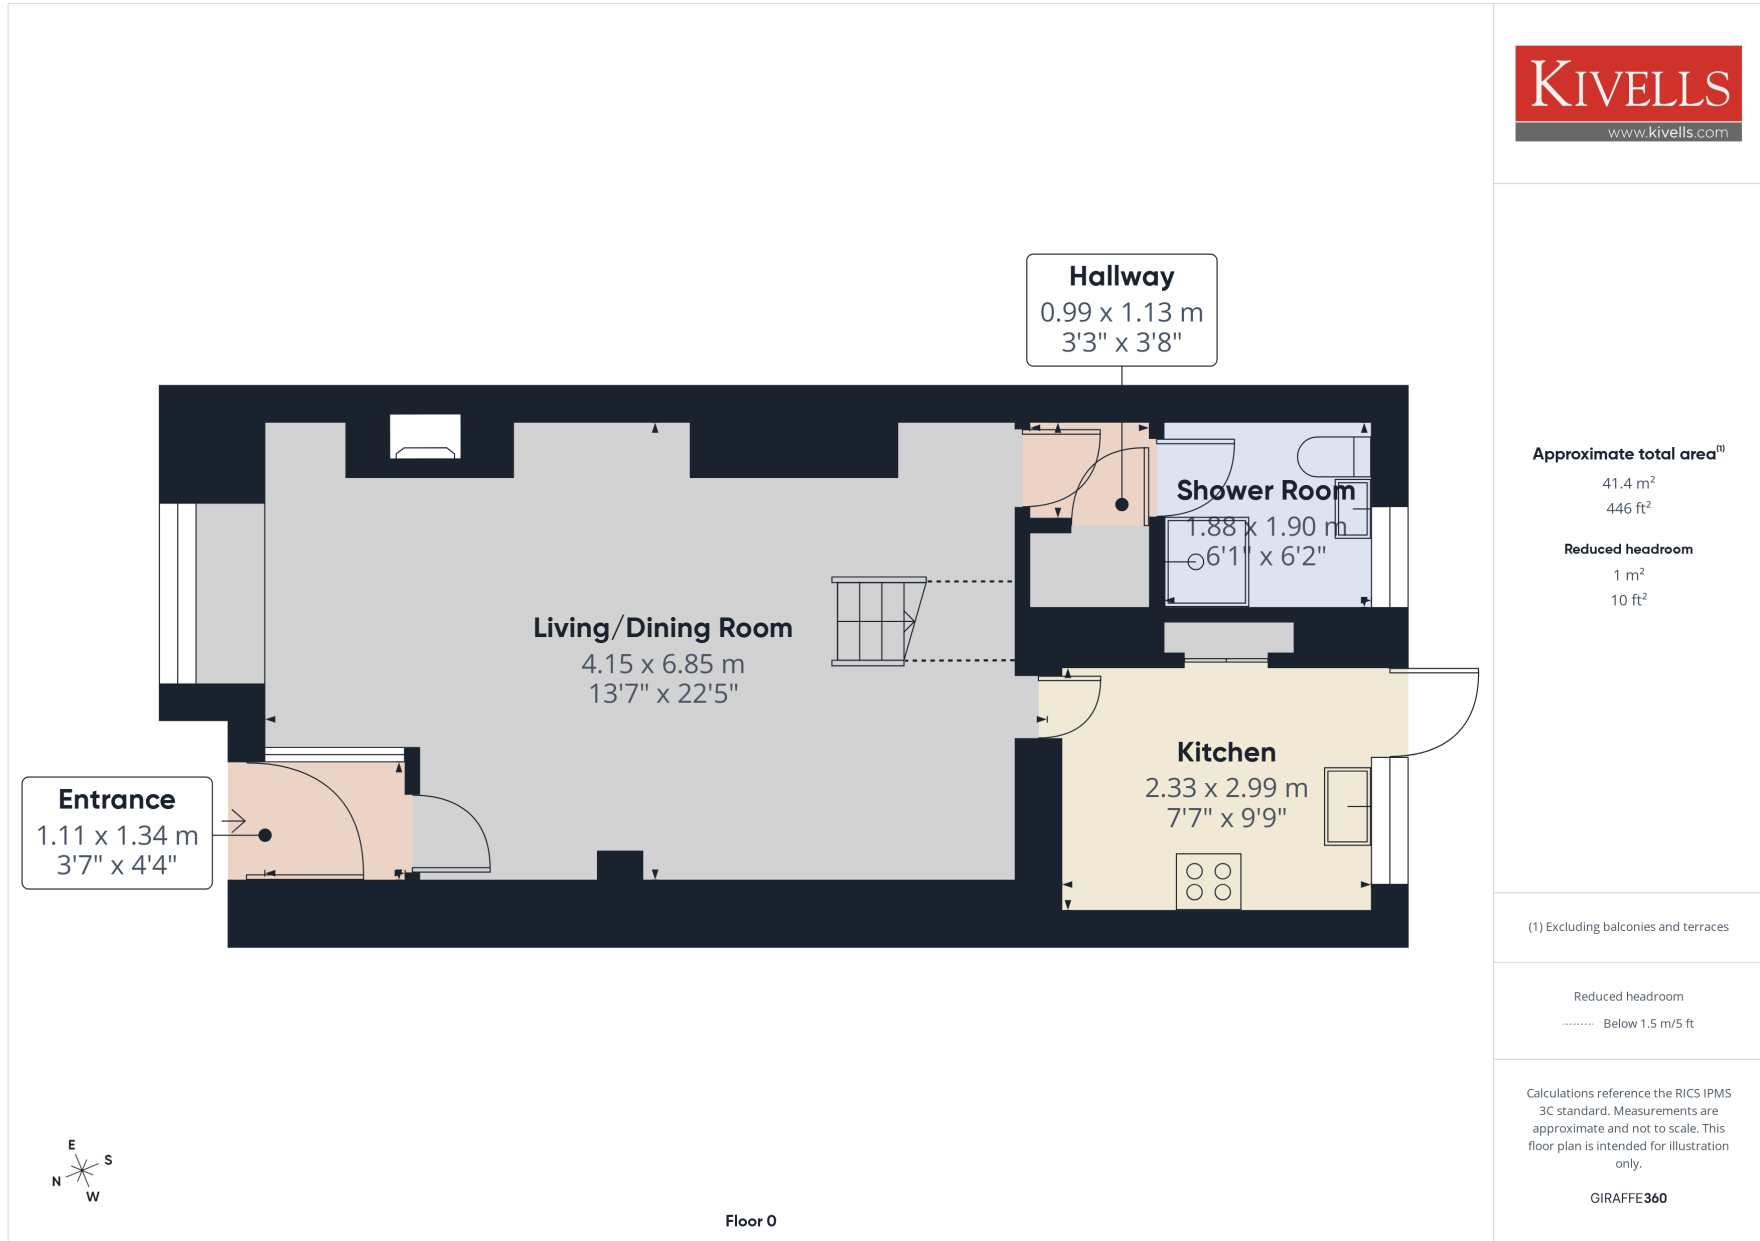 KIVELLS
www.kivells.com
Hallway
0.99 x 1.13 m
3'3" x 3'8"
Shower Room
1.88 x 1.90 m
6'1" x 6'2"
Living/Dining Room
4.15 x 6.85 m
13'7" x 22'5"
Kitchen
2.33 x 2.99 m
7'7" x 9'9"
Entrance
1.11 x 1.34 m
3'7" x 4'4"
E
S
N
W
Floor 0
Approximate total area(1)
41.4 m²
446 ft²
Reduced headroom
1 m²
10 ft²
(1) Excluding balconies and terraces
Reduced headroom
Below 1.5 m/5 ft
Calculations reference the RICS IPMS
3C standard. Measurements are
approximate and not to scale. This
floor plan is intended for illustration
only.
GIRAFFE360